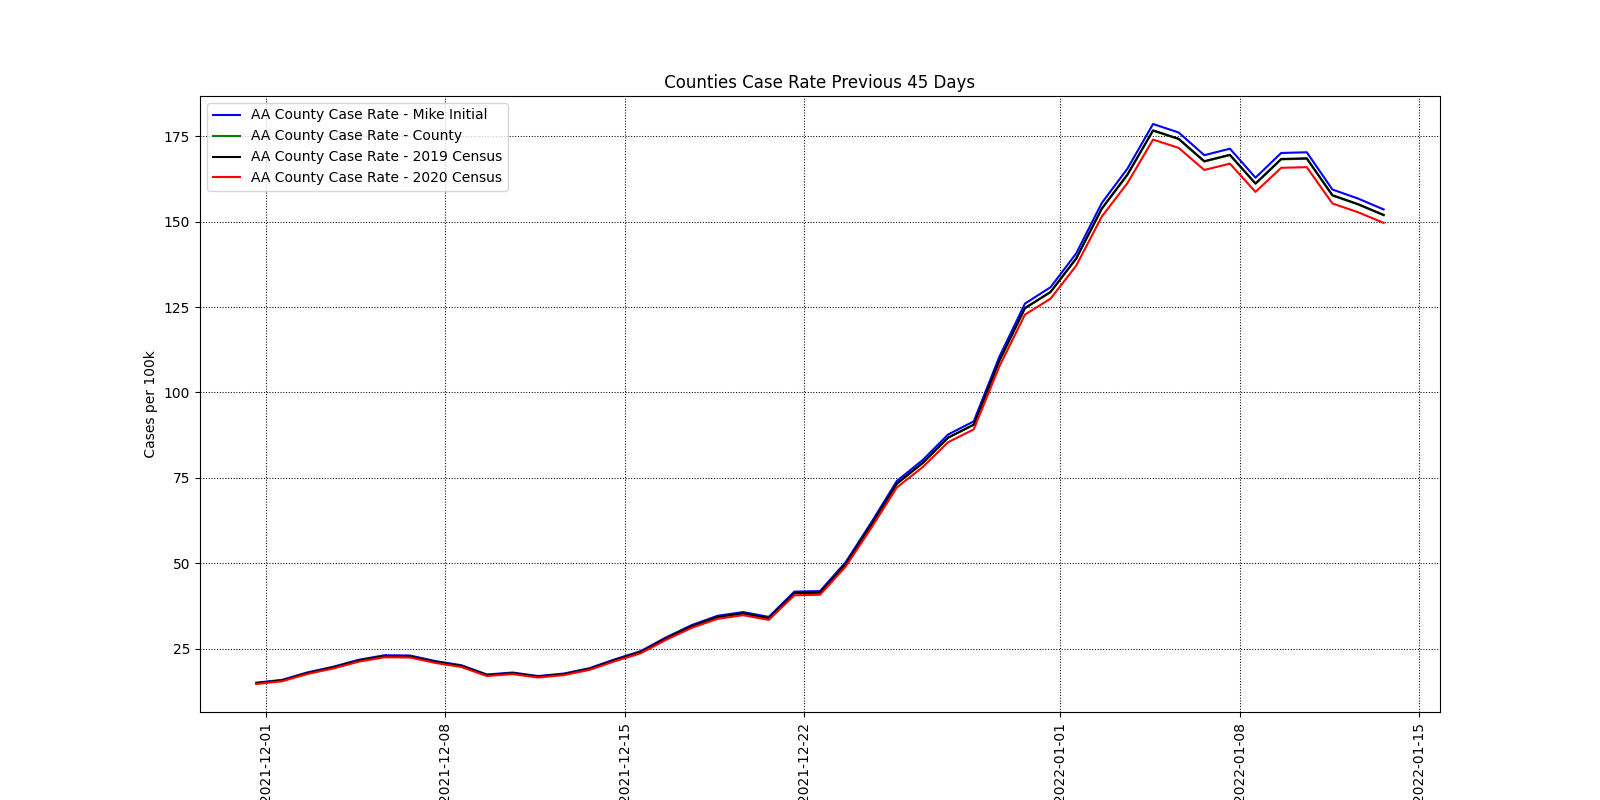 Counties Case Rate Previous 45 Days
AA County Case Rate - Mike Initial
AA County Case Rate - County
AA County Case Rate - 2019 Census
AA County Case Rate - 2020 Census
175
150
125
100
75
50
25
Cases per 100k
2021-12-01
2021-12-08
2021-12-15
2021-12-22
2022-01-01
2022-01-08
2022-01-15